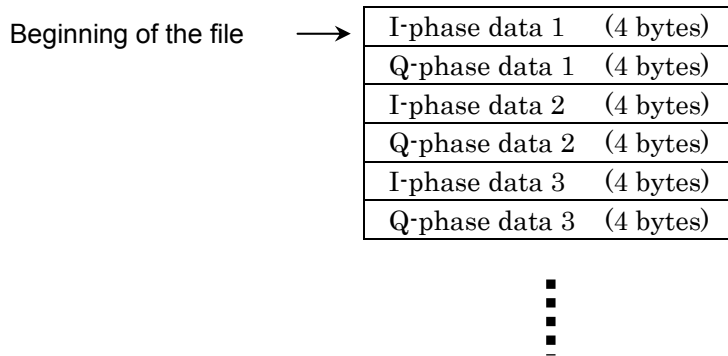 Beginning of the file
I-phase data 1 (4 bytes)
Q-phase data 1 (4 bytes)
I-phase data 2 (4 bytes)
Q-phase data 2 (4 bytes)
I-phase data 3 (4 bytes)
Q-phase data 3 (4 bytes)